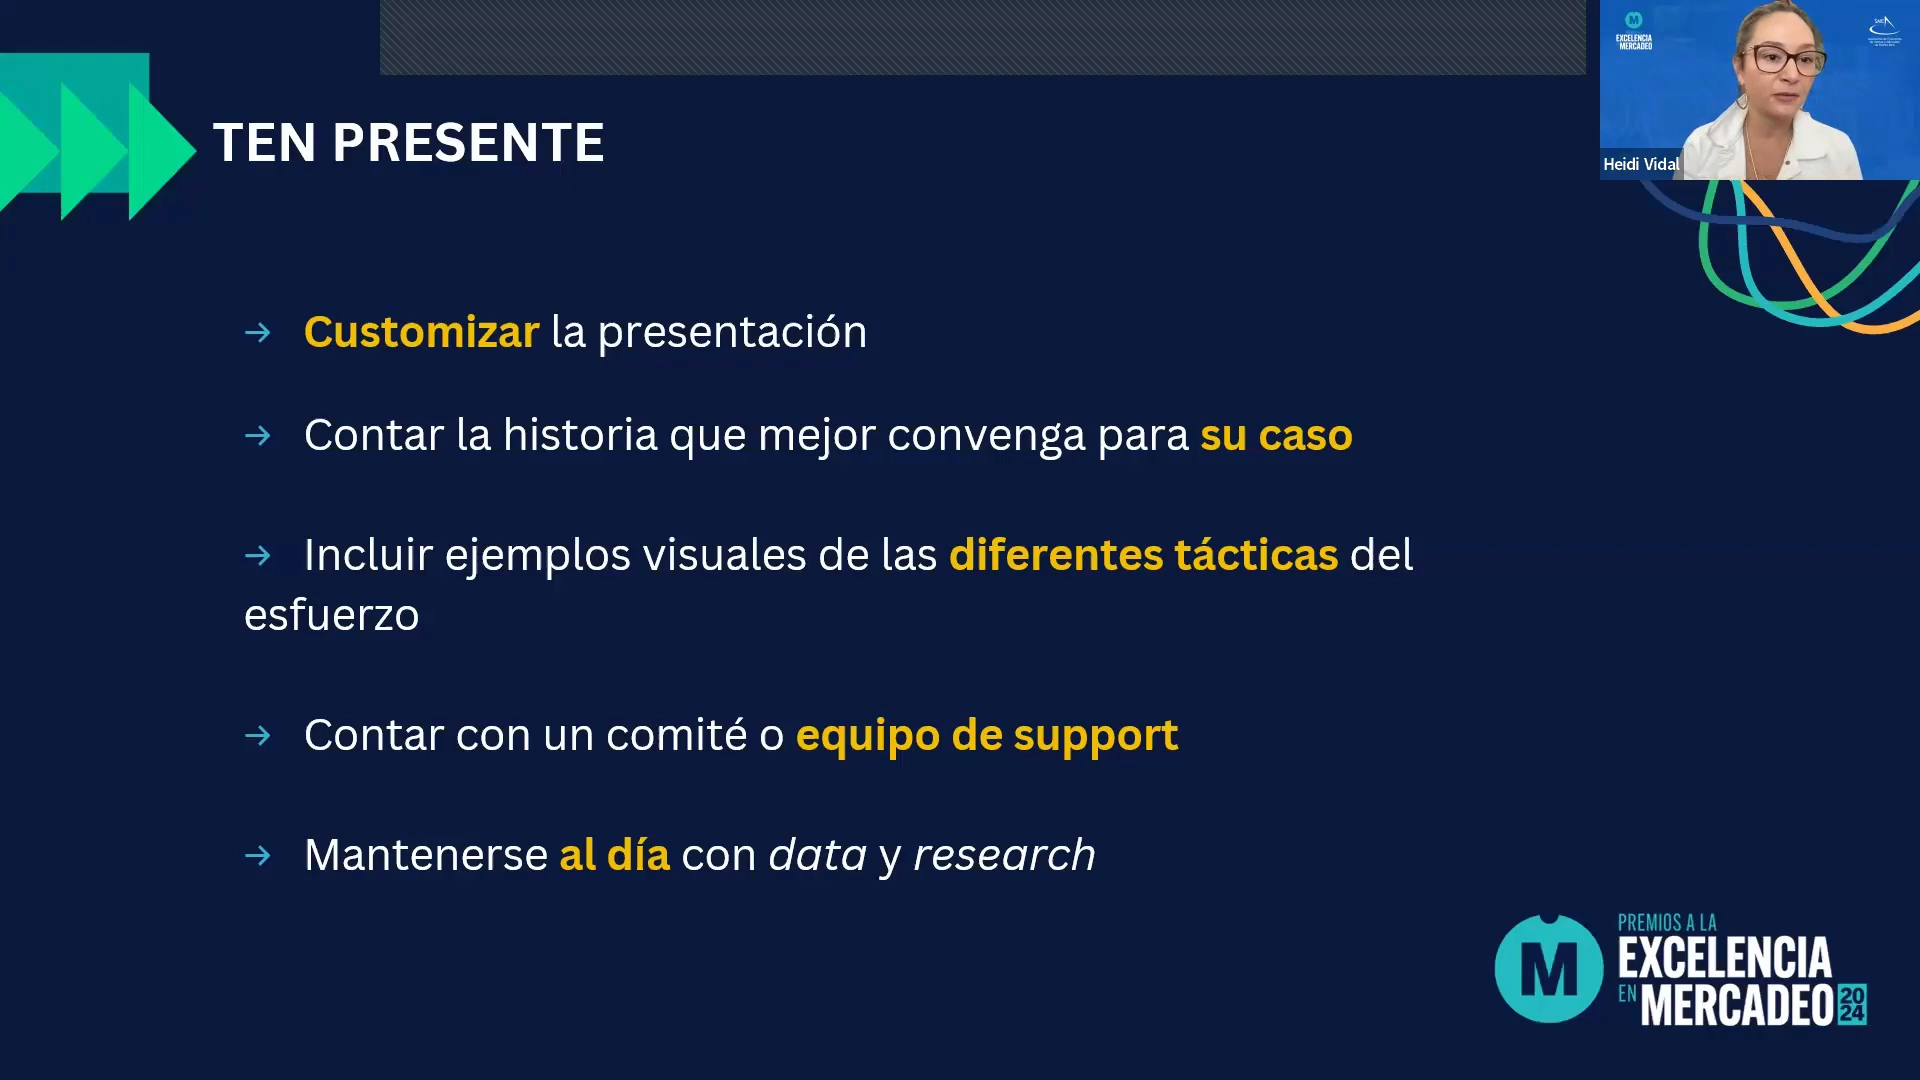 M
EXCELENCIA
MERCADEO
Heidi Vidal
TEN PRESENTE
→ Customizar la presentación
→ Contar la historia que mejor convenga para su caso
→ Incluir ejemplos visuales de las diferentes tácticas del
esfuerzo
→ Contar con un comité o equipo de support
→ Mantenerse al día con data y research
M
PREMIOS A LA
EXCELENCIA
EN MERCADEO 2024